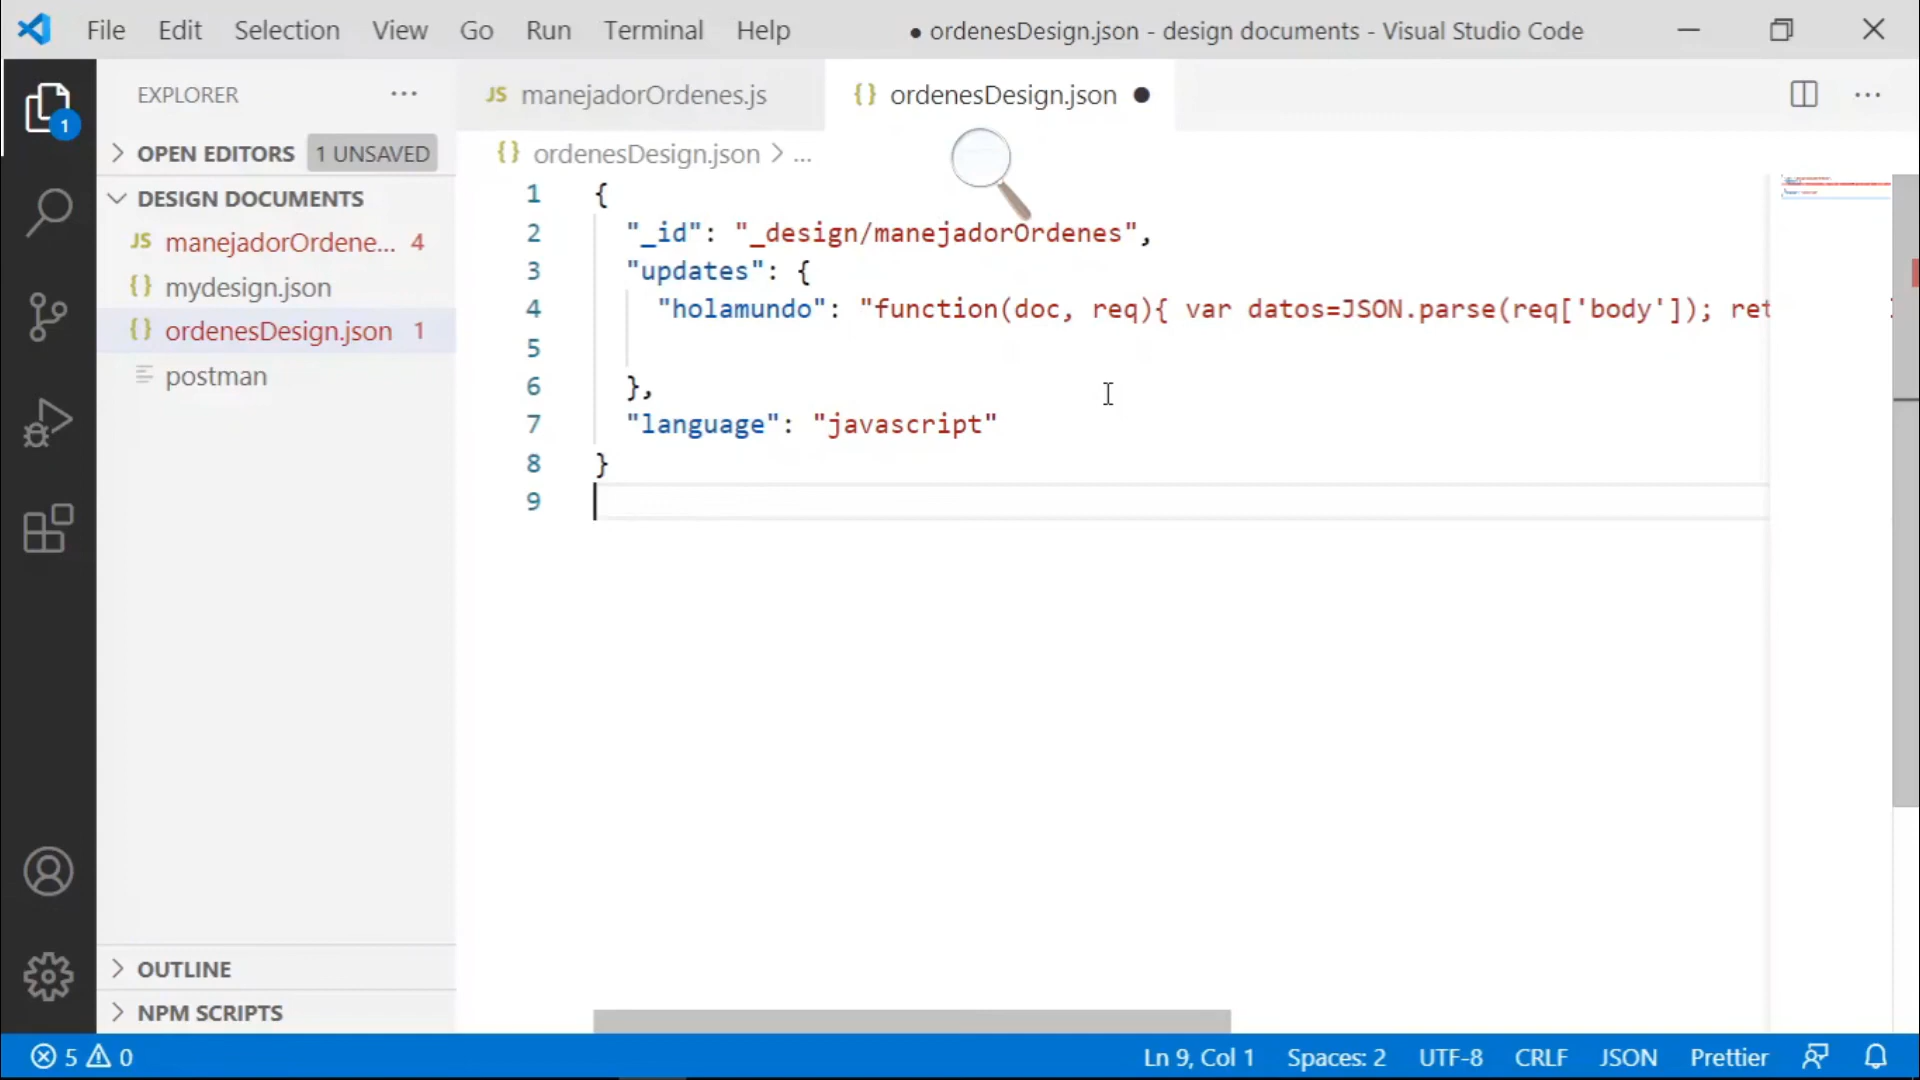 File Edit Selection View Go Run Terminal Help ● ordenesDesign.json - design documents - Visual Studio Code
EXPLORER ···
JS manejadorOrdenes.js
{} ordenesDesign.json ●
···
OPEN EDITORS 1 UNSAVED
DESIGN DOCUMENTS
JS manejadorOrdene... 4
{} mydesign.json
{} ordenesDesign.json 1
postman
OUTLINE
NPM SCRIPTS
1
{} ordenesDesign.json > ...
1 {
2 "_id": "_design/manejadorOrdenes",
3 "updates": {
4 "holamundo": "function(doc, req){ var datos=JSON.parse(req['body']); ret
5
6 },
7 "language": "javascript"
8 }
9
5 0 Ln 9, Col 1 Spaces: 2 UTF-8 CRLF JSON Prettier